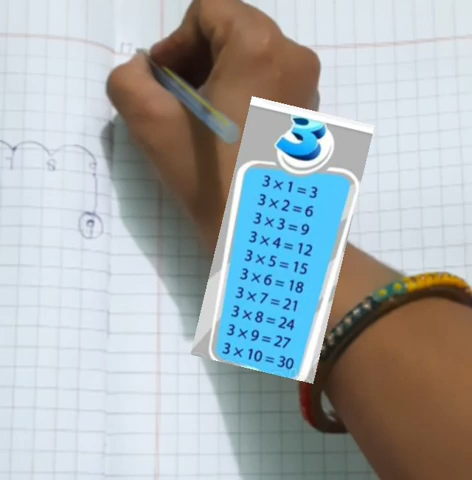 3
3 × 1 = 3
3 × 2 = 6
3 × 3 = 9
3 × 4 = 12
3 × 5 = 15
3 × 6 = 18
3 × 7 = 21
3 × 8 = 24
3 × 9 = 27
3 × 10 = 30
9